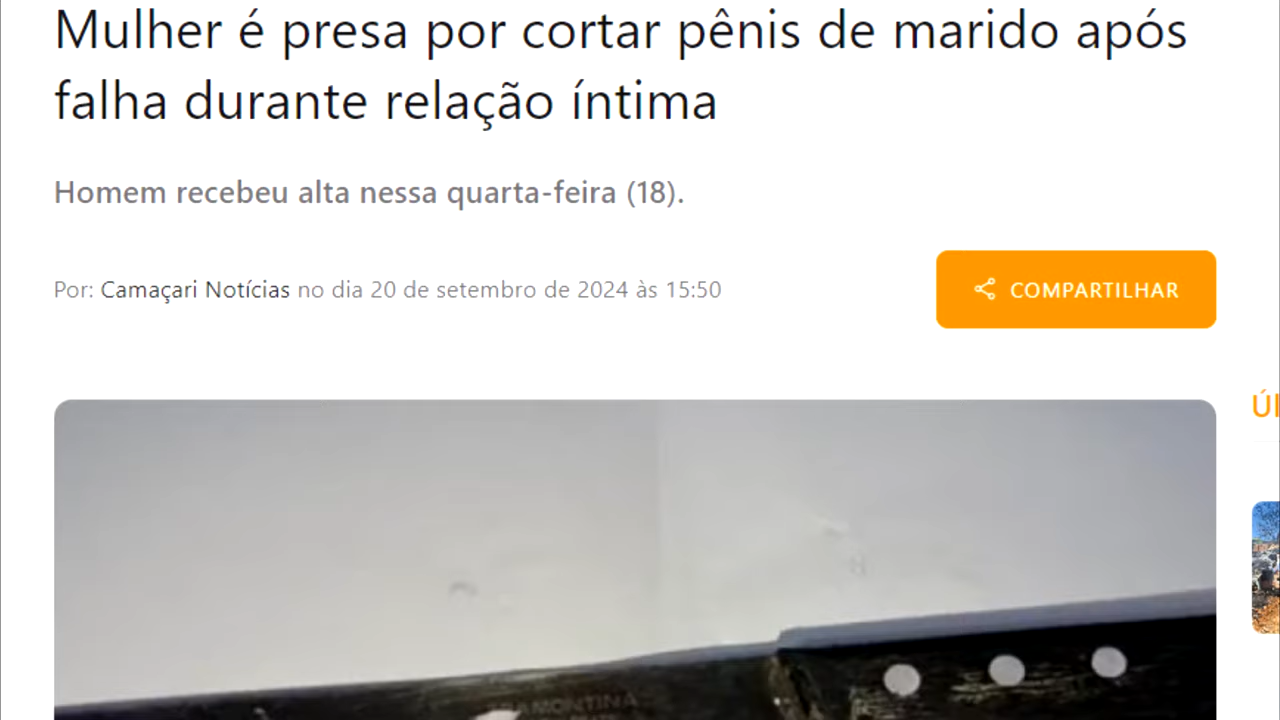 Mulher é presa por cortar pênis de marido após
falha durante relação íntima
Homem recebeu alta nessa quarta-feira (18).
Por: Camaçari Notícias no dia 20 de setembro de 2024 às 15:50
COMPARTILHAR